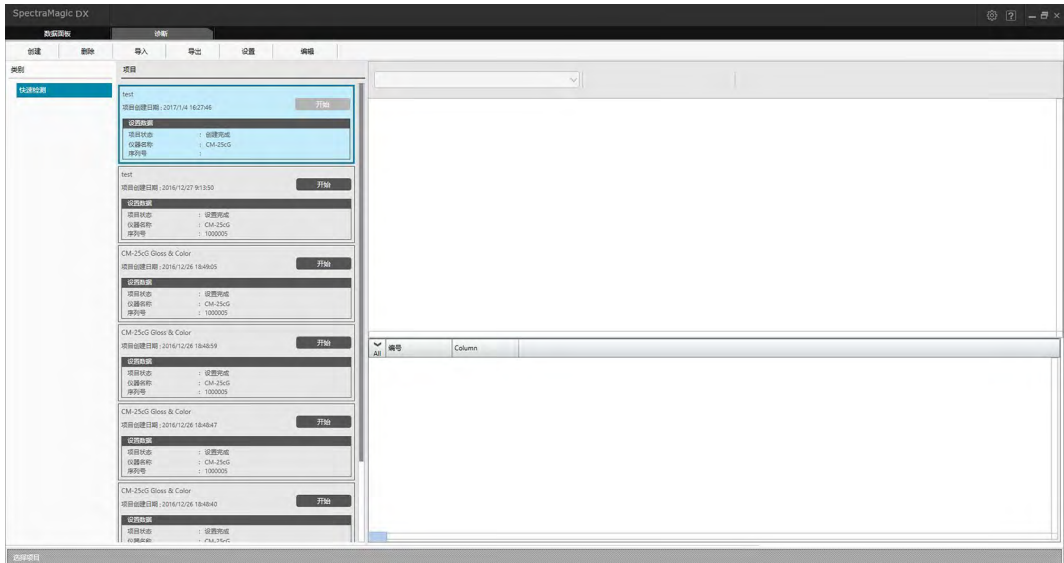 SpectraMagic DX
数据面板 诊断
创建 删除 导入 导出 设置 编辑
类别
快速检测
项目
test
项目创建日期 : 2017/1/4 16:27:46 开始
设置数据
项目状态 : 创建完成
仪器名称 : CM-25cG
序列号 :
test
项目创建日期 : 2016/12/27 9:13:50 开始
设置数据
项目状态 : 设置完成
仪器名称 : CM-25cG
序列号 : 1000005
CM-25cG Gloss & Color
项目创建日期 : 2016/12/26 18:49:05 开始
设置数据
项目状态 : 设置完成
仪器名称 : CM-25cG
序列号 : 1000005
CM-25cG Gloss & Color
项目创建日期 : 2016/12/26 18:48:59 开始
设置数据
项目状态 : 设置完成
仪器名称 : CM-25cG
序列号 : 1000005
CM-25cG Gloss & Color
项目创建日期 : 2016/12/26 18:48:47 开始
设置数据
项目状态 : 设置完成
仪器名称 : CM-25cG
序列号 : 1000005
CM-25cG Gloss & Color
项目创建日期 : 2016/12/26 18:48:40 开始
设置数据
项目状态 : 设置完成
仪器名称 : CM-25cG
All 编号 Column
选择项目